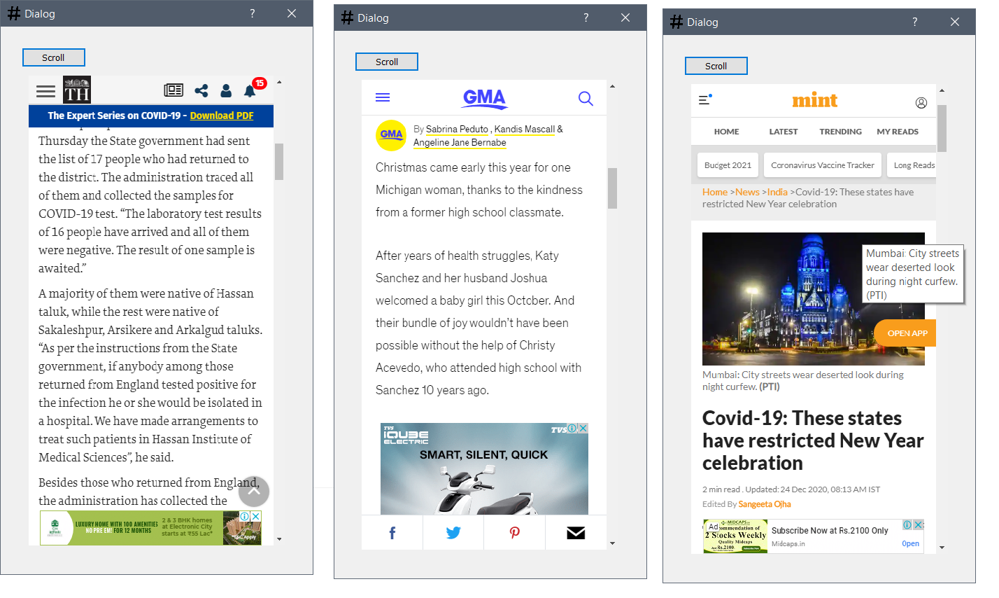 Dialog
?
Scroll
TH
15
The Expert Series on COVID-19 - Download PDF
Thursday the State government had sent
the list of 17 people who had returned to
the district. The administration traced all
of them and collected the samples for
COVID-19 test. “The laboratory test results
of 16 people have arrived and all of them
were negative. The result of one sample is
awaited.”
A majority of them were native of Hassan
taluk, while the rest were native of
Sakaleshpur, Arsikere and Arkalgud taluks.
“As per the instructions from the State
government, if anybody among those
returned from England tested positive for
the infection he or she would be isolated in
a hospital. We have made arrangements to
treat such patients in Hassan Institute of
Medical Sciences”, he said.
Besides those who returned from England,
the administration has collected the
LUXURY HOME WITH 100 AMENITIES
NO PRE EMI FOR 12 MONTHS
2 & 3 BHK homes
at Electronic City
starts at ₹55 Lac*
*T&C Apply
Dialog
?
Scroll
GMA
GMA
By Sabrina Peduto , Kandis Mascall &
Angeline Jane Bernabe
Christmas came early this year for one
Michigan woman, thanks to the kindness
from a former high school classmate.
After years of health struggles, Katy
Sanchez and her husband Joshua
welcomed a baby girl this October. And
their bundle of joy wouldn’t have been
possible without the help of Christy
Acevedo, who attended high school with
Sanchez 10 years ago.
TVS
iQUBE
ELECTRIC
TVS
SMART, SILENT, QUICK
Dialog
?
Scroll
mint
HOME LATEST TRENDING MY READS
Budget 2021 Coronavirus Vaccine Tracker Long Reads
Home >News >India >Covid-19: These states have
restricted New Year celebration
Mumbai: City streets
wear deserted look
during night curfew.
(PTI)
OPEN APP
Mumbai: City streets wear deserted look during
night curfew. (PTI)
Covid-19: These states
have restricted New Year
celebration
2 min read . Updated: 24 Dec 2020, 08:13 AM IST
Edited By Sangeeta Ojha
Ad
MIDCAPS
commendation of
2 Stocks Weekly
Quality Midcaps
Just Rs.2100
Subscribe Now
Subscribe Now at Rs.2100 Only
Midcaps.in
Open